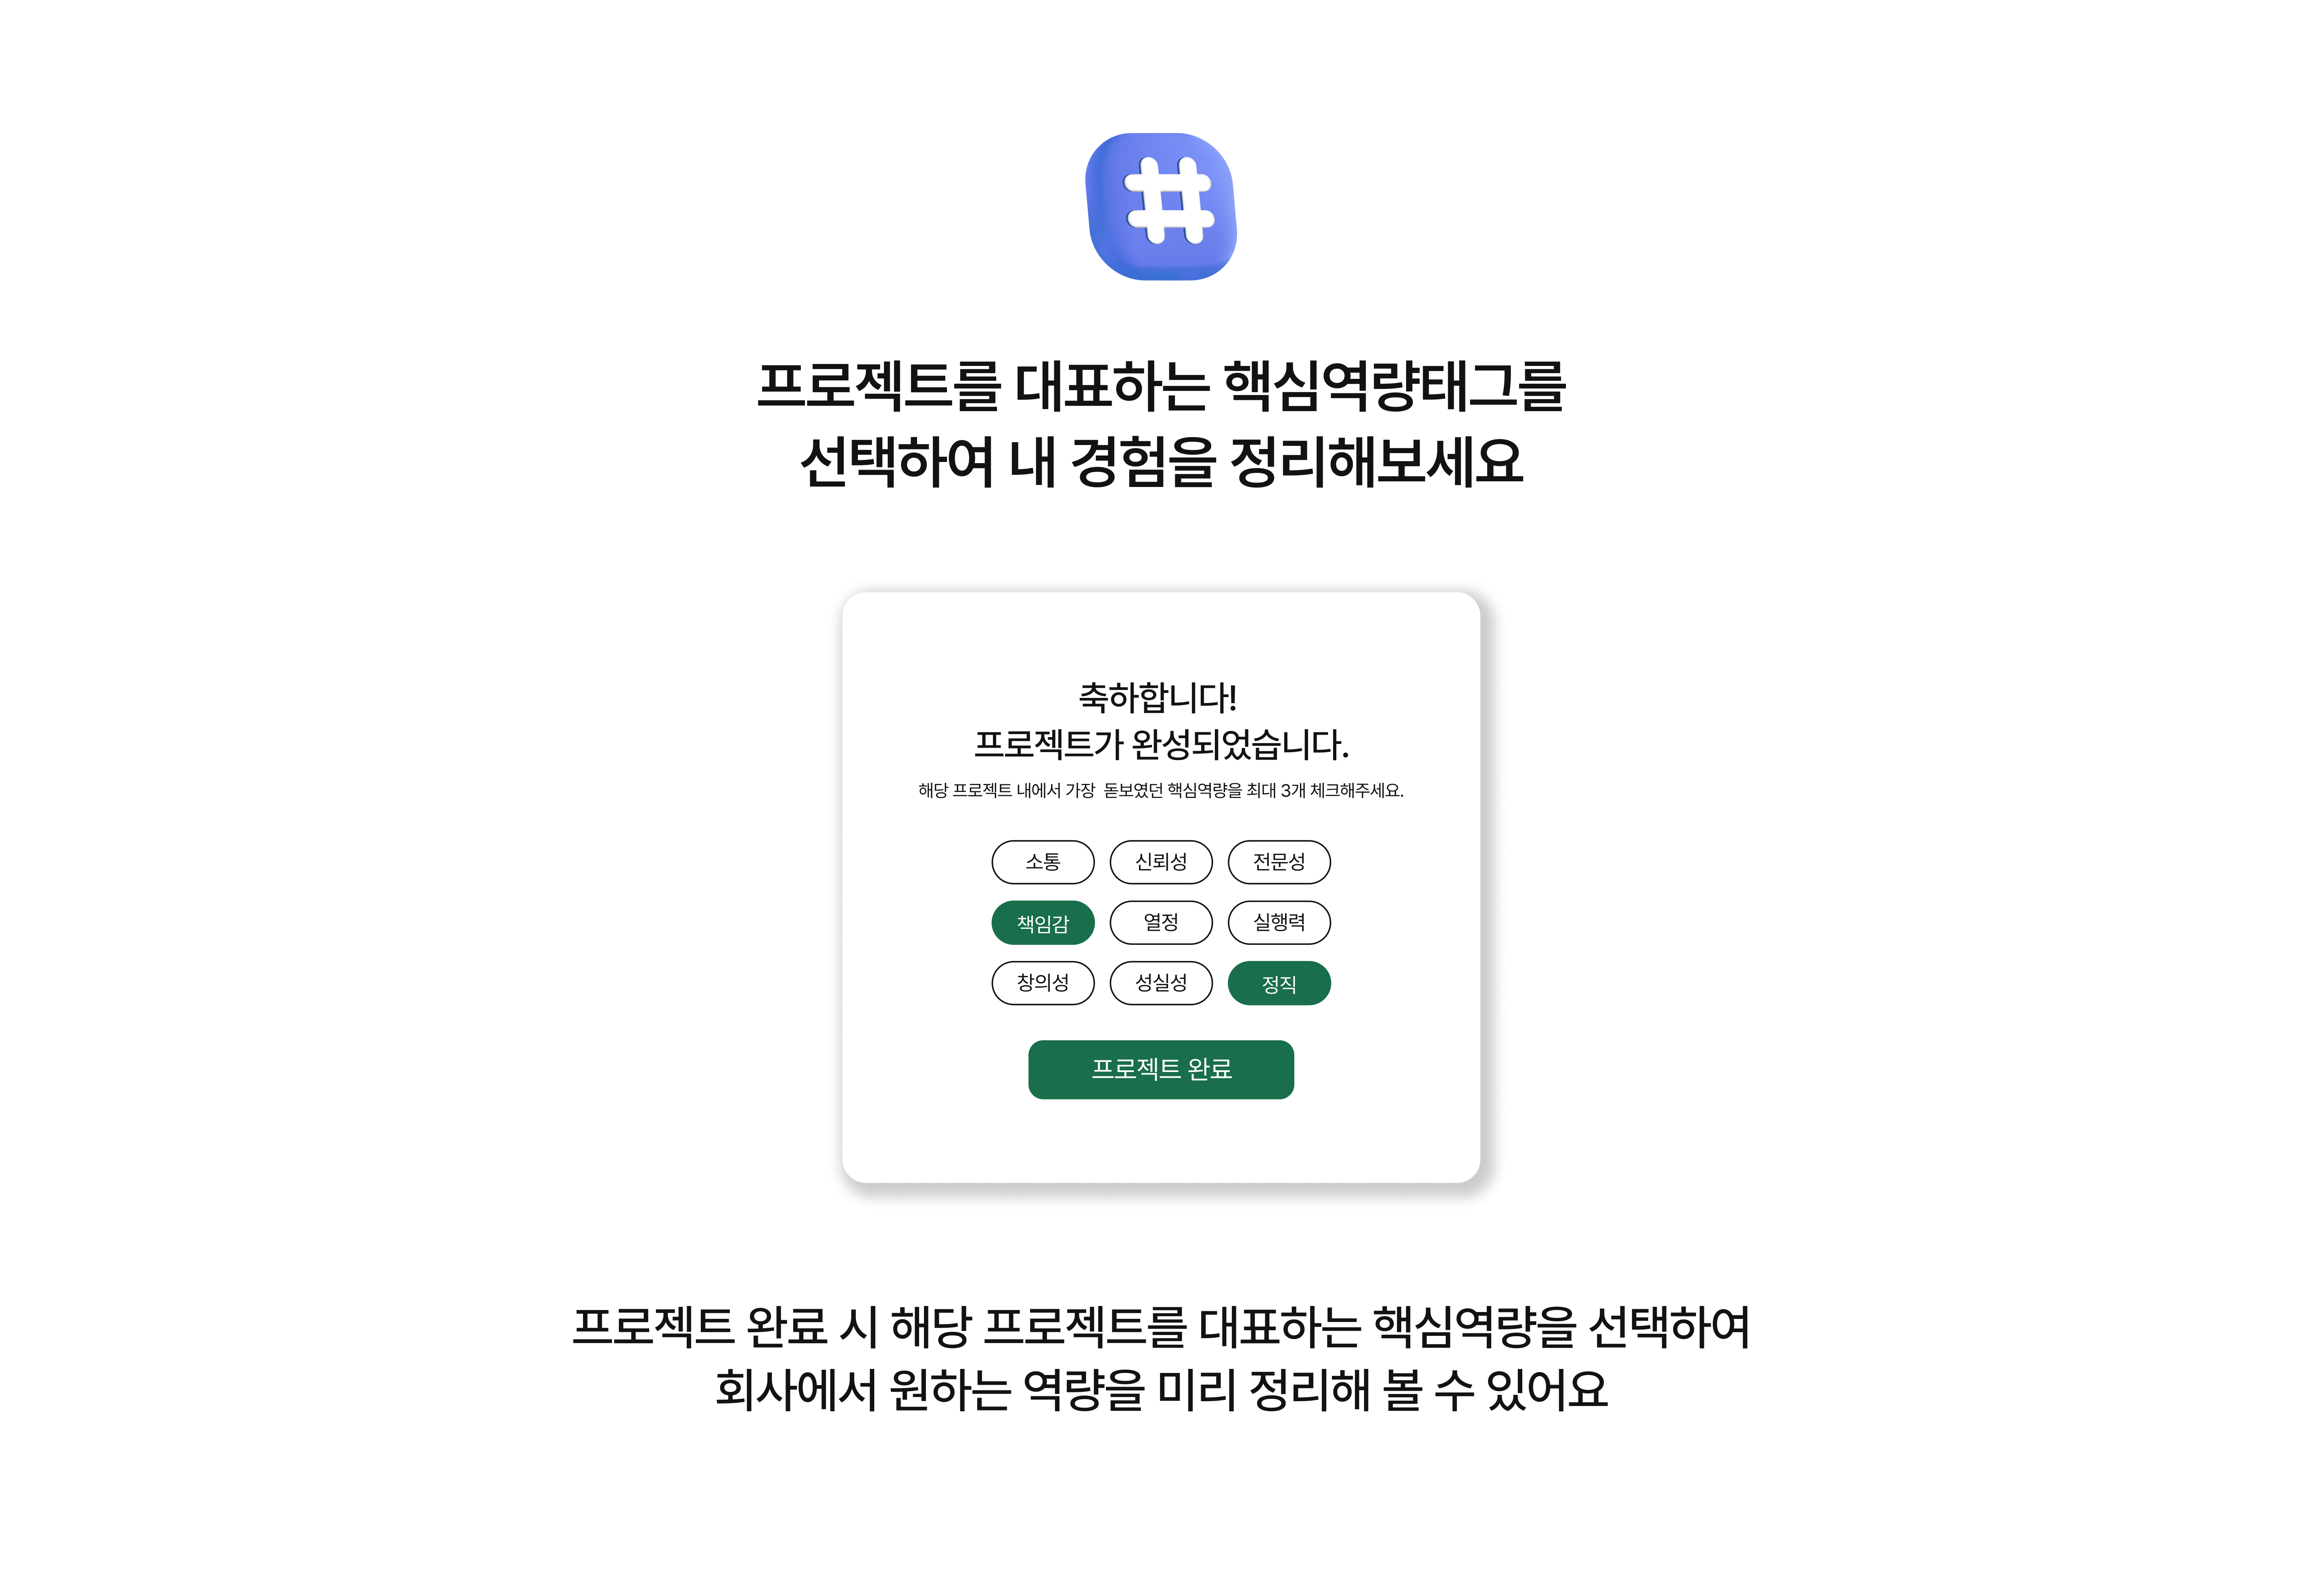 프로젝트를 대표하는 핵심역량태그를
선택하여 내 경험을 정리해보세요
축하합니다!
프로젝트가 완성되었습니다.
해당 프로젝트 내에서 가장 돋보였던 핵심역량을 최대 3개 체크해주세요.
소통 신뢰성 전문성
책임감 열정 실행력
창의성 성실성 정직
프로젝트 완료
프로젝트 완료 시 해당 프로젝트를 대표하는 핵심역량을 선택하여
회사에서 원하는 역량을 미리 정리해 볼 수 있어요